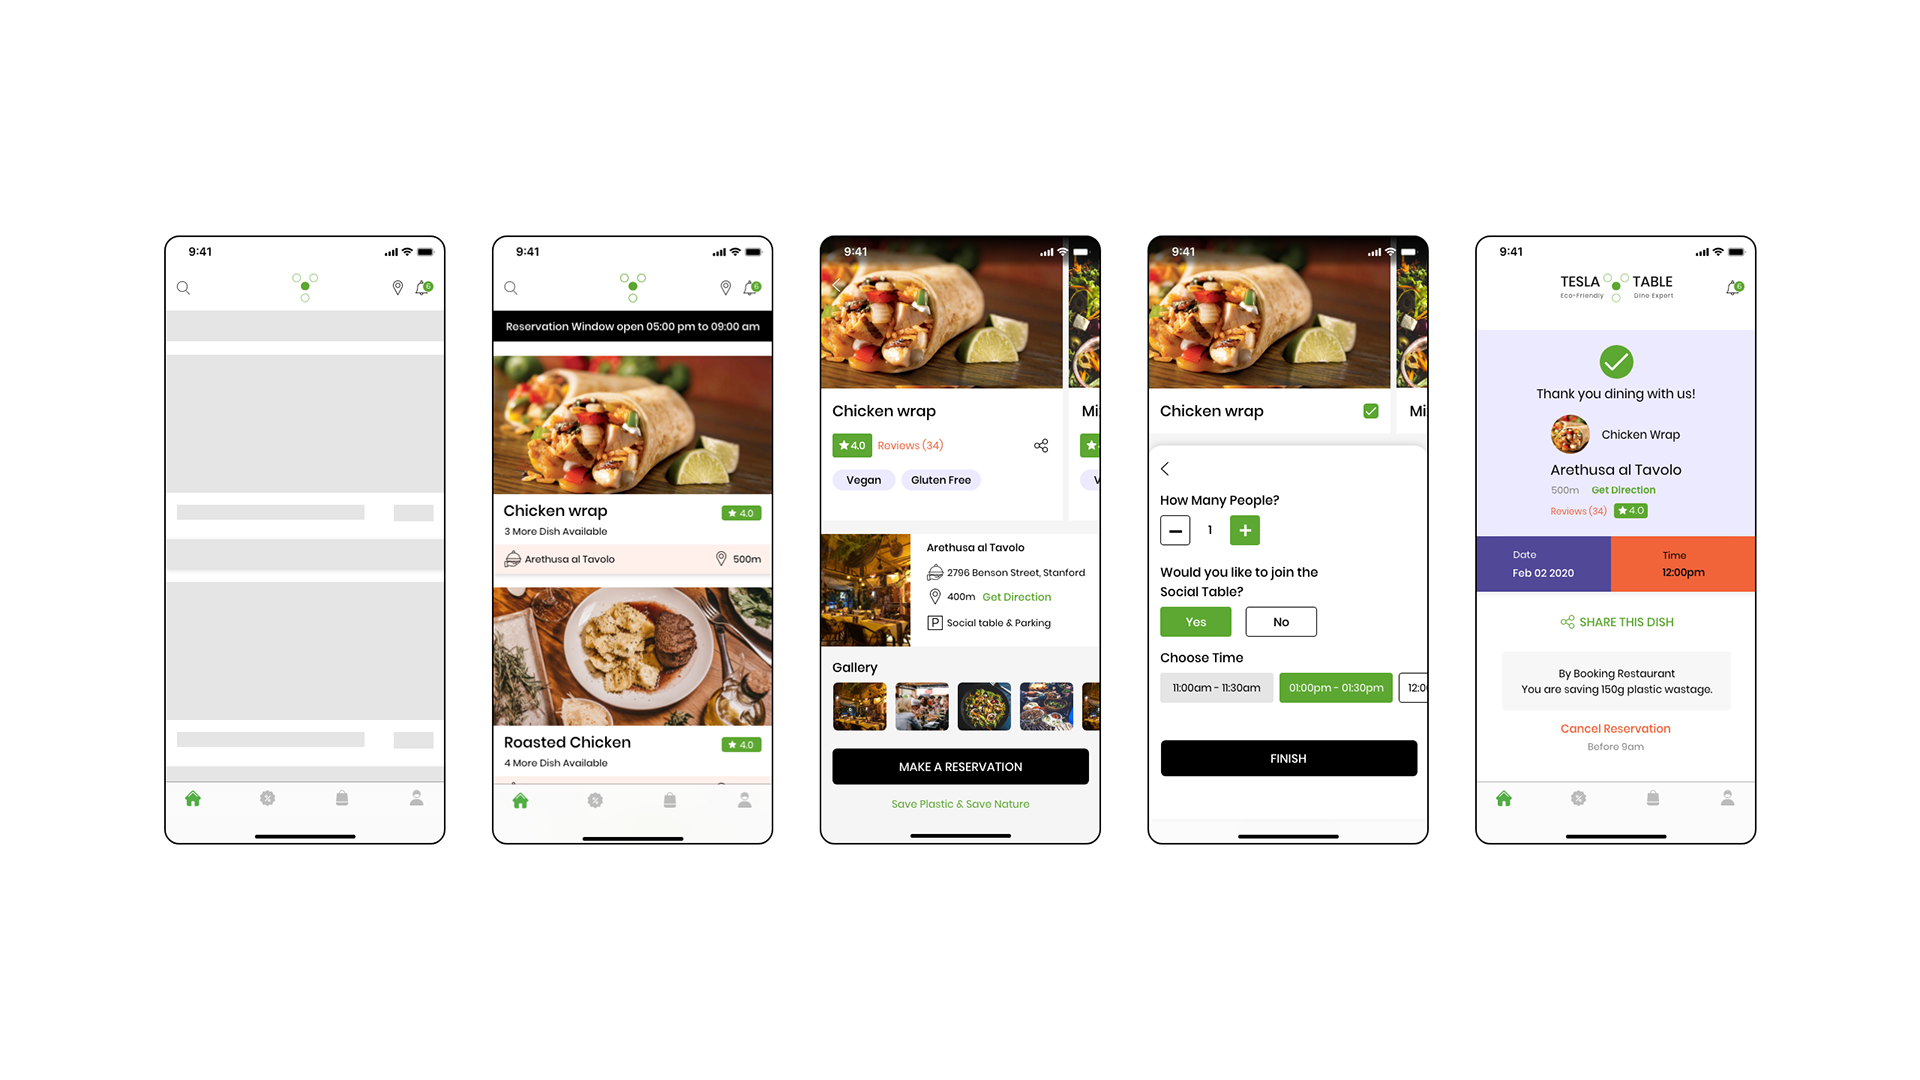 9:41
9:41
6
Reservation Window open 05:00 pm to 09:00 am
Chicken wrap
4.0
3 More Dish Available
Arethusa al Tavolo
500m
Roasted Chicken
4.0
4 More Dish Available
6
9:41
Chicken wrap
Mi
4.0
Reviews (34)
Vegan
Gluten Free
V
Arethusa al Tavolo
2796 Benson Street, Stanford
400m Get Direction
P Social table & Parking
Gallery
MAKE A RESERVATION
Save Plastic & Save Nature
9:41
Chicken wrap
Mi
How Many People?
1
Would you like to join the
Social Table?
Yes
No
Choose Time
11:00am - 11:30am
01:00pm - 01:30pm
12:0
FINISH
9:41
TESLA TABLE
Eco-Friendly Dine Expert
6
Thank you dining with us!
Chicken Wrap
Arethusa al Tavolo
500m Get Direction
Reviews (34) 4.0
Date
Feb 02 2020
Time
12:00pm
SHARE THIS DISH
By Booking Restaurant
You are saving 150g plastic wastage.
Cancel Reservation
Before 9am